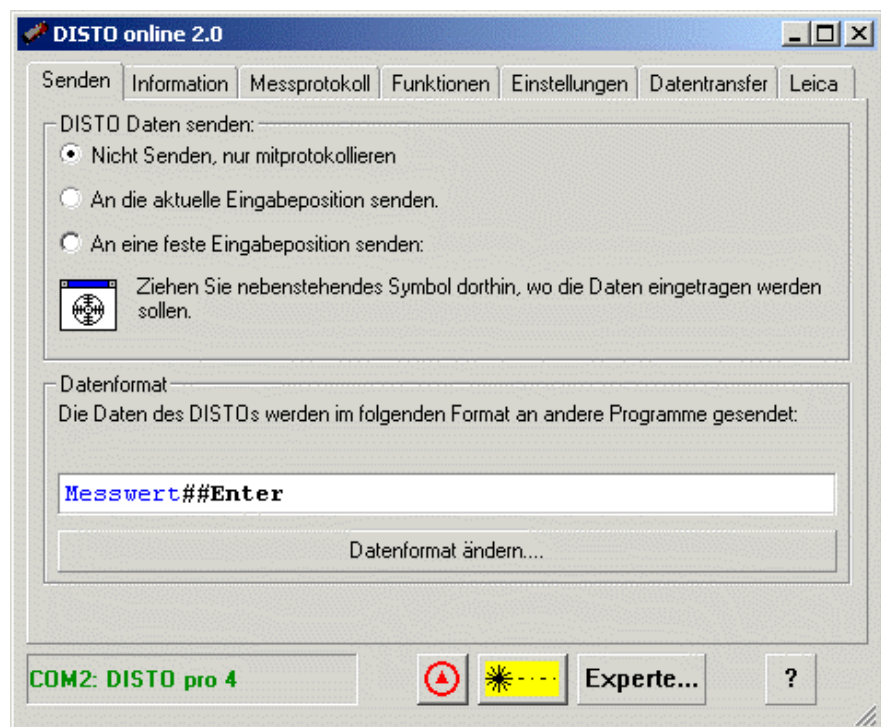 DISTO online 2.0
Senden Information Messprotokoll Funktionen Einstellungen Datentransfer Leica
DISTO Daten senden:
Nicht Senden, nur mitprotokollieren
An die aktuelle Eingabeposition senden.
An eine feste Eingabeposition senden:
Ziehen Sie nebenstehendes Symbol dorthin, wo die Daten eingetragen werden
sollen.
Datenformat
Die Daten des DISTOs werden im folgenden Format an andere Programme gesendet:
Messwert##Enter
Datenformat ändern....
COM2: DISTO pro 4 Experte... ?